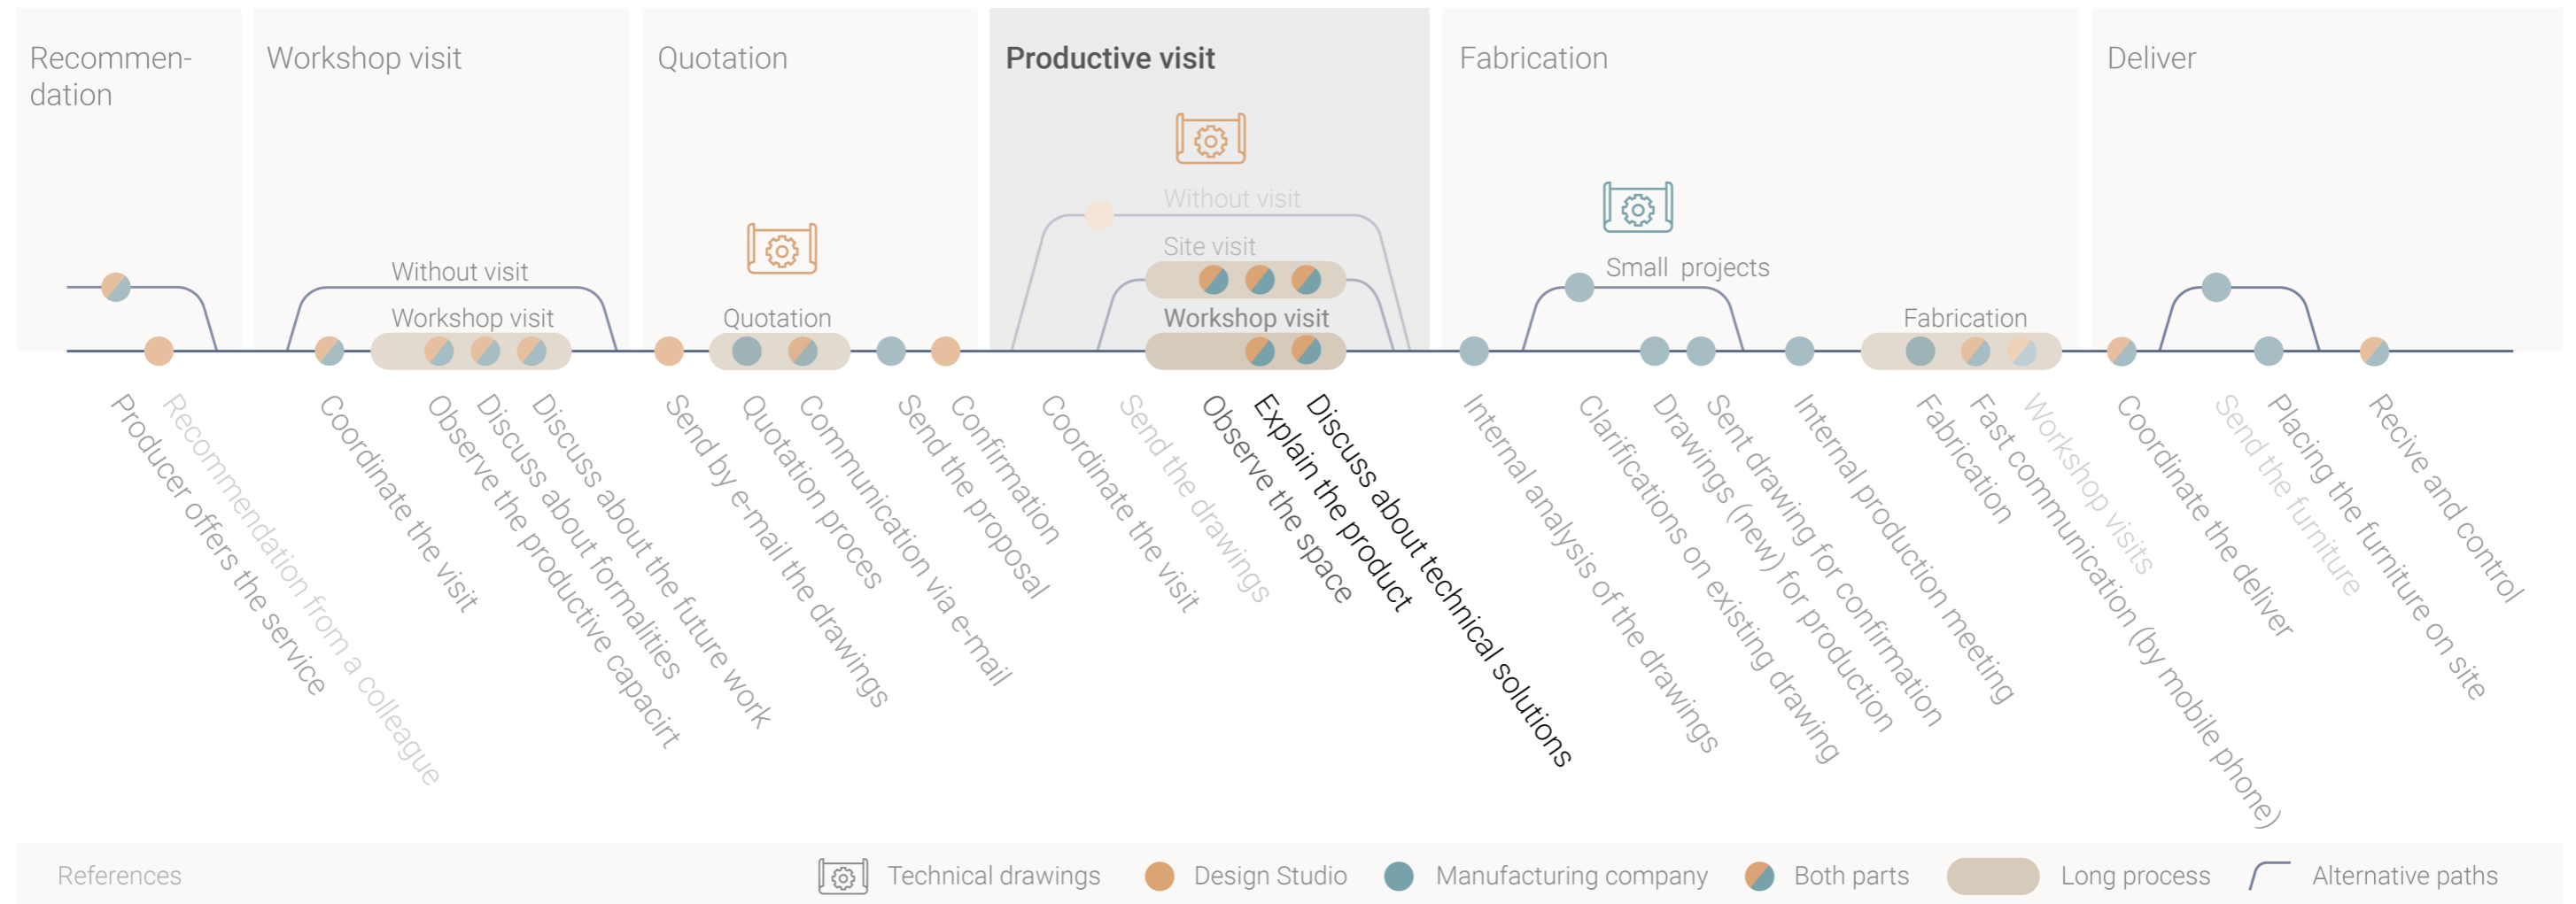 Recommen-
dation
Workshop visit
Quotation
Productive visit
Fabrication
Deliver
Without visit
Site visit
Small  projects
Without visit
Workshop visit
Quotation
Workshop visit
Fabrication
Producer offers the service
Recommendation from a colleague
Coordinate the visit
Observe the productive capacirt
Discuss about formalities
Discuss about the future work
Send by e-mail the drawings
Quotation proces
Communication via e-mail
Send the proposal
Confirmation
Coordinate the visit
Send the drawings
Observe the space
Explain the product
Discuss about technical solutions
Internal analysis of the drawings
Clarifications on existing drawing
Drawings (new) for production
Sent drawing for confirmation
Internal production meeting
Fabrication
Fast communication (by mobile phone)
Workshop visits
Coordinate the deliver
Send the furniture
Placing the furniture on site
Recive and control
References
Technical drawings
Design Studio
Manufacturing company
Both parts
Long process
Alternative paths